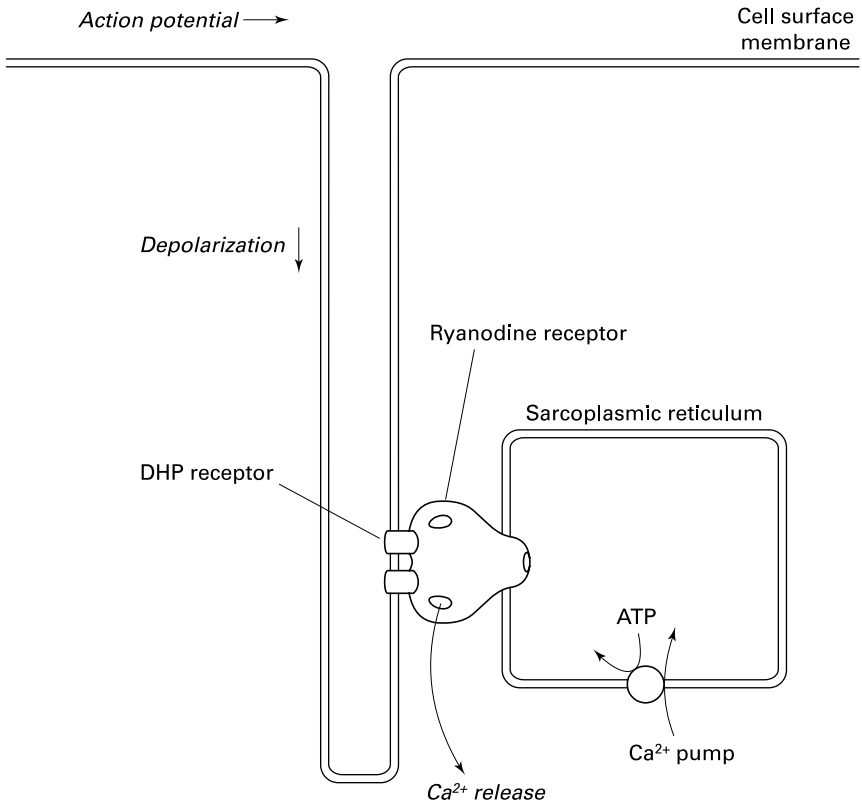 Action potential
Cell surface
membrane
Depolarization
Ryanodine receptor
Sarcoplasmic reticulum
DHP receptor
ATP
Ca²⁺ pump
Ca²⁺ release